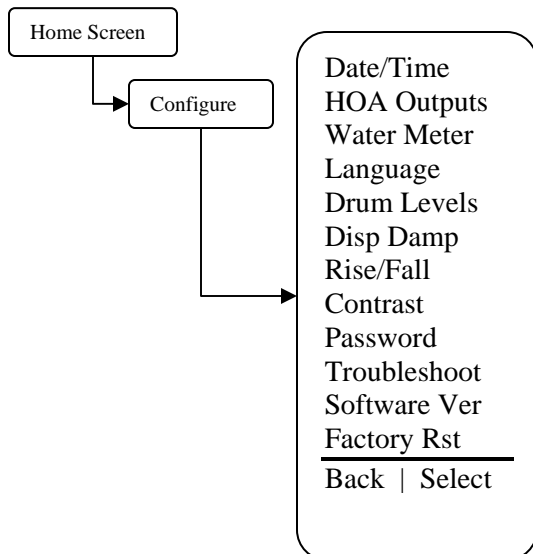 Home Screen
Configure
Date/Time
HOA Outputs
Water Meter
Language
Drum Levels
Disp Damp
Rise/Fall
Contrast
Password
Troubleshoot
Software Ver
Factory Rst
Back | Select